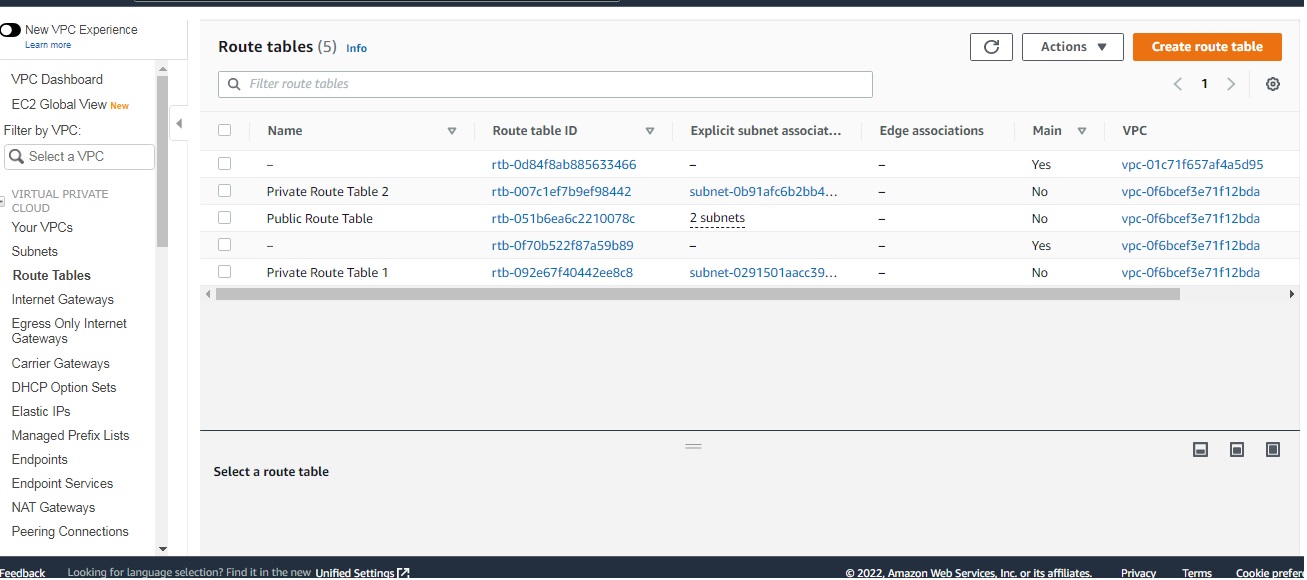 New VPC Experience
Learn more
VPC Dashboard
EC2 Global View New
Filter by VPC:
Select a VPC
VIRTUAL PRIVATE
CLOUD
Your VPCs
Subnets
Route Tables
Internet Gateways
Egress Only Internet
Gateways
Carrier Gateways
DHCP Option Sets
Elastic IPs
Managed Prefix Lists
Endpoints
Endpoint Services
NAT Gateways
Peering Connections
Route tables (5) Info
Actions
Create route table
Filter route tables
1
Name Route table ID Explicit subnet associat... Edge associations Main VPC
– rtb-0d84f8ab885633466 – – Yes vpc-01c71f657af4a5d95
Private Route Table 2 rtb-007c1ef7b9ef98442 subnet-0b91afc6b2bb4... – No vpc-0f6bcef3e71f12bda
Public Route Table rtb-051b6ea6c2210078c 2 subnets – No vpc-0f6bcef3e71f12bda
– rtb-0f70b522f87a59b89 – – Yes vpc-0f6bcef3e71f12bda
Private Route Table 1 rtb-092e67f40442ee8c8 subnet-0291501aacc39... – No vpc-0f6bcef3e71f12bda
Select a route table
Feedback Looking for language selection? Find it in the new Unified Settings © 2022, Amazon Web Services, Inc. or its affiliates. Privacy Terms Cookie prefer